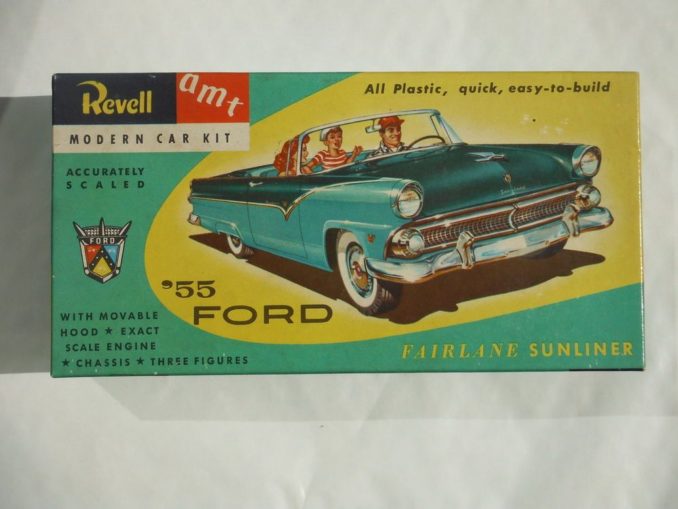 Revell
amt
MODERN CAR KIT
All Plastic, quick, easy-to-build
ACCURATELY
SCALED
FORD
'55
FORD
WITH MOVABLE
HOOD ★ EXACT
SCALE ENGINE
★ CHASSIS ★ THREE FIGURES
FAIRLANE SUNLINER